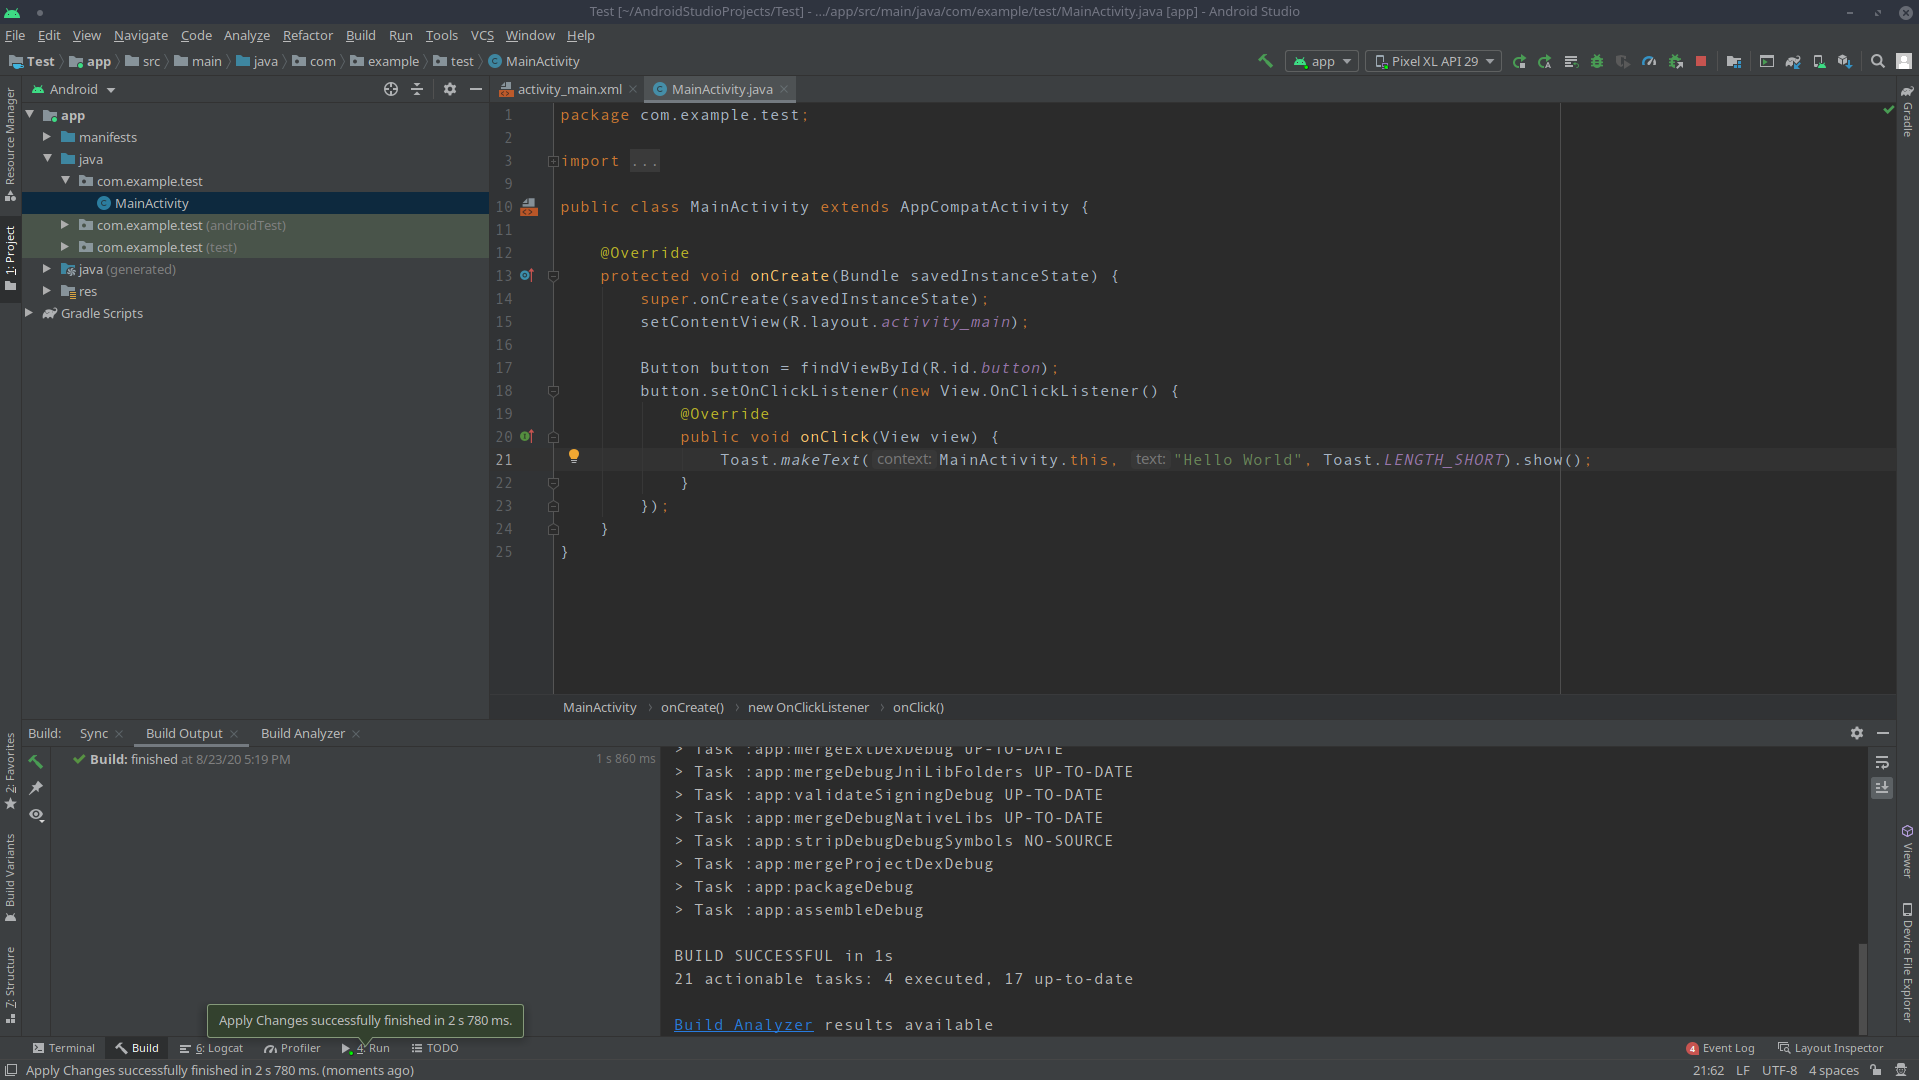 Test [~/AndroidStudioProjects/Test] - .../app/src/main/java/com/example/test/MainActivity.java [app] - Android Studio
File Edit View Navigate Code Analyze Refactor Build Run Tools VCS Window Help
Test app src main java com example test MainActivity
app Pixel XL API 29
Android
activity_main.xml MainActivity.java
Resource Manager
1: Project
2: Favorites
Build Variants
7: Structure
app
manifests
java
com.example.test
MainActivity
com.example.test (androidTest)
com.example.test (test)
java (generated)
res
Gradle Scripts
1 package com.example.test;
2
3 import ...
9
10 public class MainActivity extends AppCompatActivity {
11
12 @Override
13 protected void onCreate(Bundle savedInstanceState) {
14 super.onCreate(savedInstanceState);
15 setContentView(R.layout.activity_main);
16
17 Button button = findViewById(R.id.button);
18 button.setOnClickListener(new View.OnClickListener() {
19 @Override
20 public void onClick(View view) {
21 Toast.makeText( context: MainActivity.this, text: "Hello World", Toast.LENGTH_SHORT).show();
22 }
23 });
24 }
25 }
MainActivity › onCreate() › new OnClickListener › onClick()
Gradle
Viewer
Device File Explorer
Build: Sync Build Output Build Analyzer
Build: finished at 8/23/20 5:19 PM 1 s 860 ms
> Task :app:mergeExtDexDebug UP-TO-DATE
> Task :app:mergeDebugJniLibFolders UP-TO-DATE
> Task :app:validateSigningDebug UP-TO-DATE
> Task :app:mergeDebugNativeLibs UP-TO-DATE
> Task :app:stripDebugDebugSymbols NO-SOURCE
> Task :app:mergeProjectDexDebug
> Task :app:packageDebug
> Task :app:assembleDebug
BUILD SUCCESSFUL in 1s
21 actionable tasks: 4 executed, 17 up-to-date
Build Analyzer results available
Apply Changes successfully finished in 2 s 780 ms.
Terminal Build 6: Logcat Profiler 4: Run TODO 4 Event Log Layout Inspector
Apply Changes successfully finished in 2 s 780 ms. (moments ago) 21:62 LF UTF-8 4 spaces